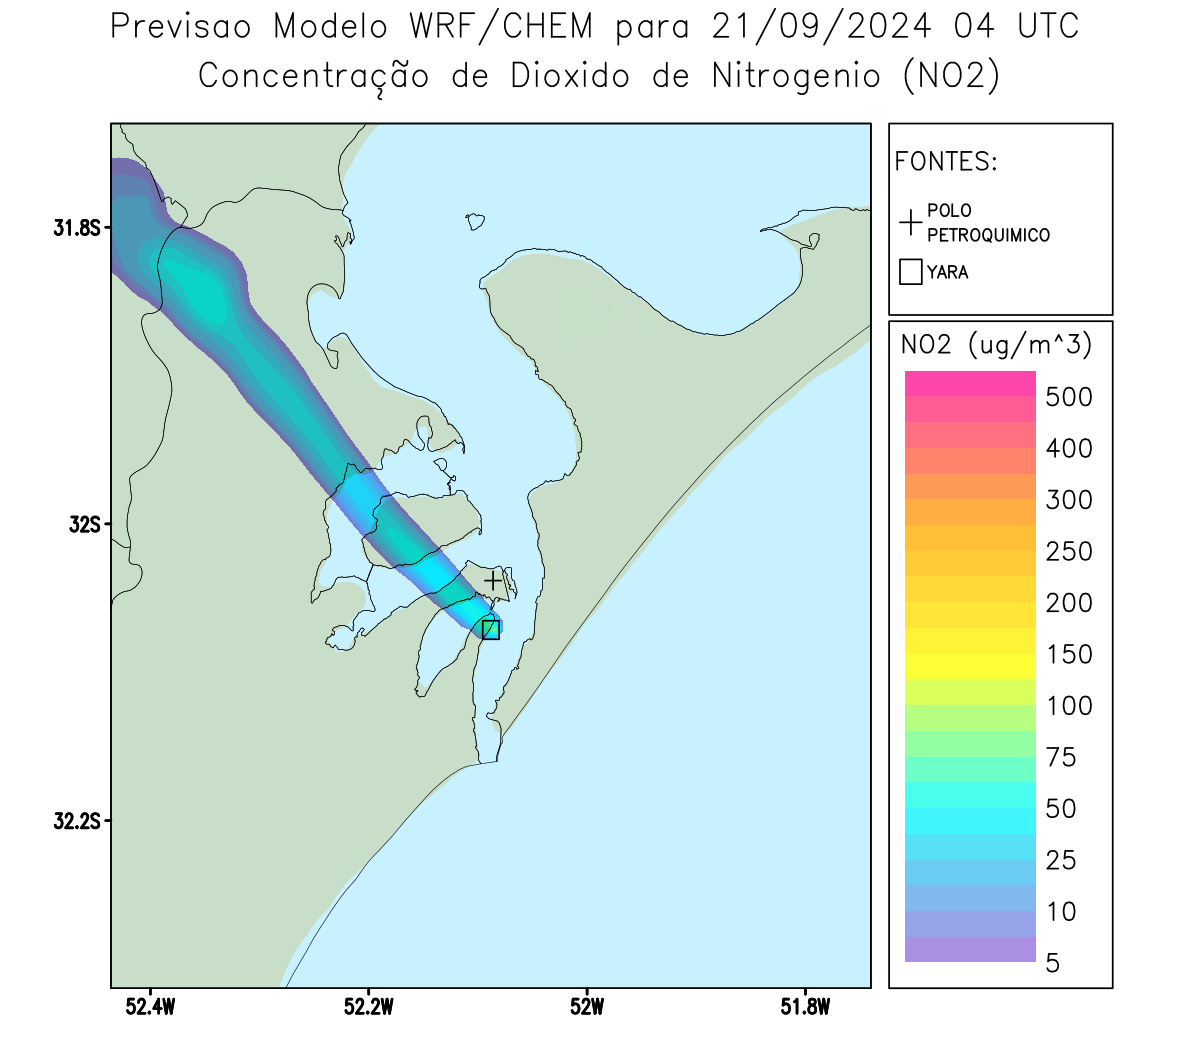 Previsao Modelo WRF/CHEM para 21/09/2024 04 UTC
Concentração de Dioxido de Nitrogenio (NO2)
FONTES:
POLO
PETROQUIMICO
YARA
31.8S
32S
32.2S
52.4W
52.2W
52W
51.8W
NO2 (ug/m^3)
500
400
300
250
200
150
100
75
50
25
10
5